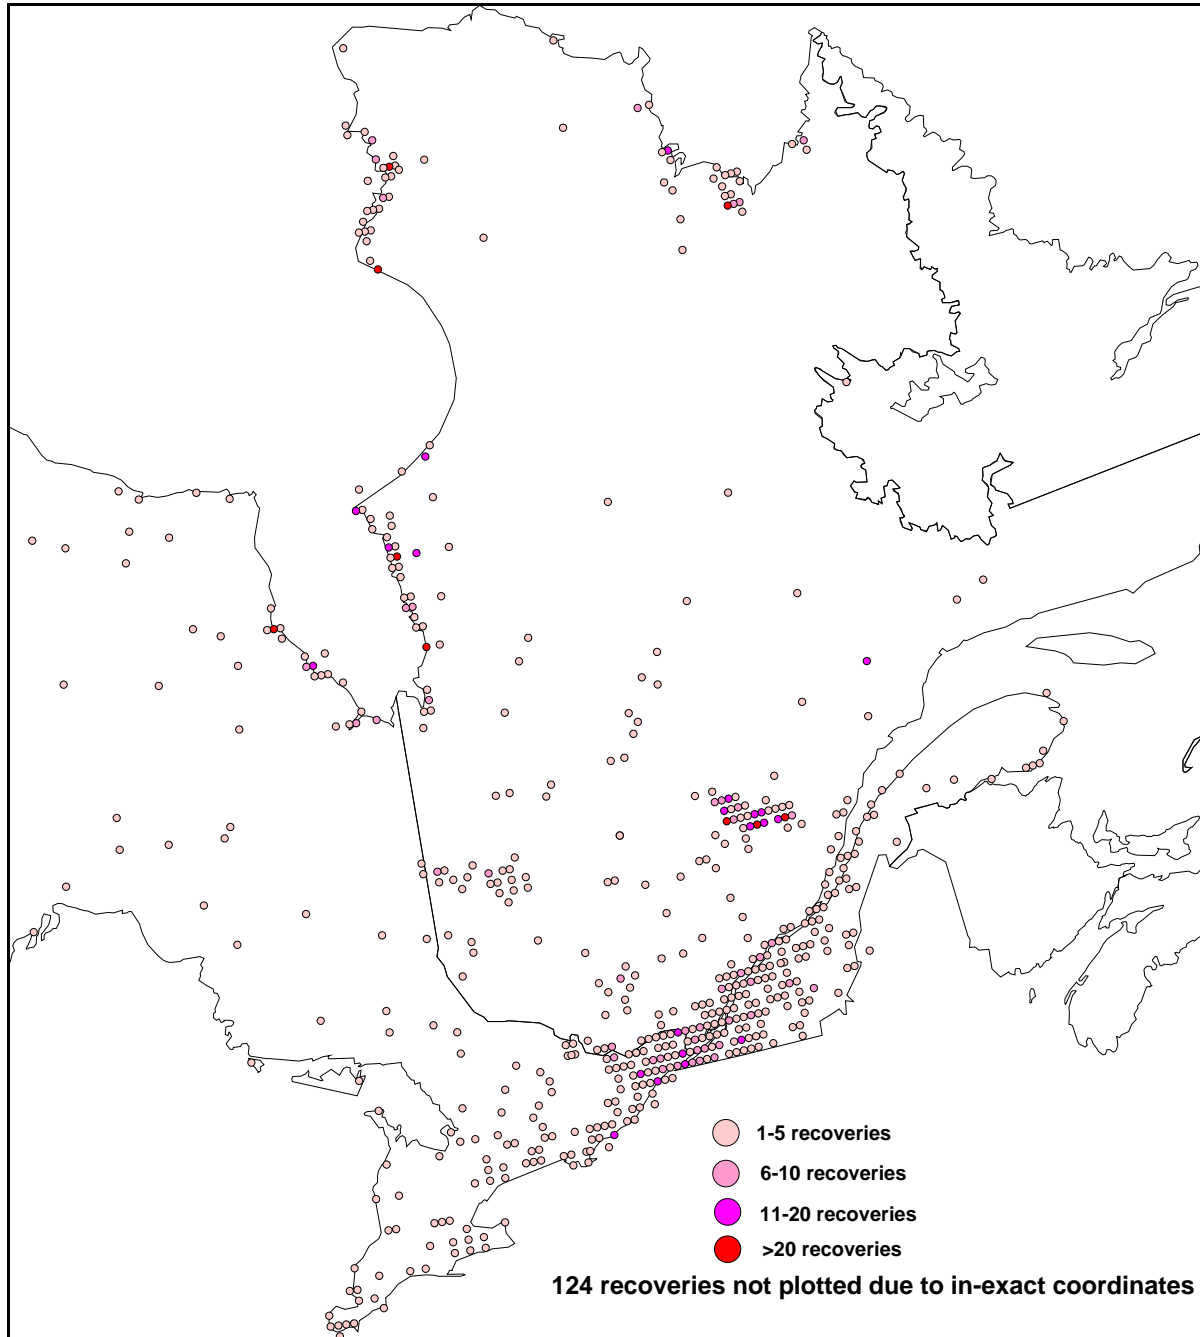 1-5 recoveries
6-10 recoveries
11-20 recoveries
>20 recoveries
124 recoveries not plotted due to in-exact coordinates